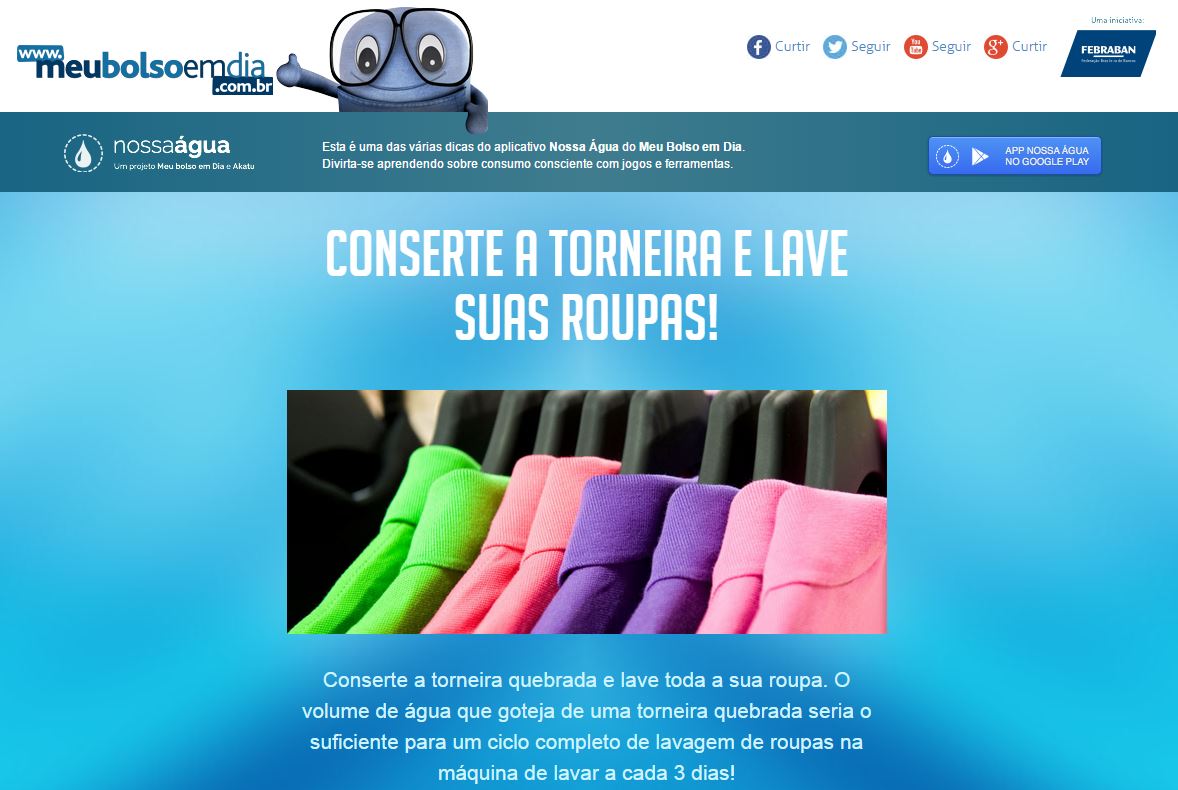 www.
meubolsoemdia
.com.br
Curtir
Seguir
Seguir
Curtir
Uma iniciativa:
FEBRABAN
Federação Brasileira de Bancos
nossaágua
Um projeto Meu bolso em Dia e Akatu
Esta é uma das várias dicas do aplicativo Nossa Água do Meu Bolso em Dia.
Divirta-se aprendendo sobre consumo consciente com jogos e ferramentas.
APP NOSSA ÁGUA
NO GOOGLE PLAY
CONSERTE A TORNEIRA E LAVE
SUAS ROUPAS!
Conserte a torneira quebrada e lave toda a sua roupa. O
volume de água que goteja de uma torneira quebrada seria o
suficiente para um ciclo completo de lavagem de roupas na
máquina de lavar a cada 3 dias!